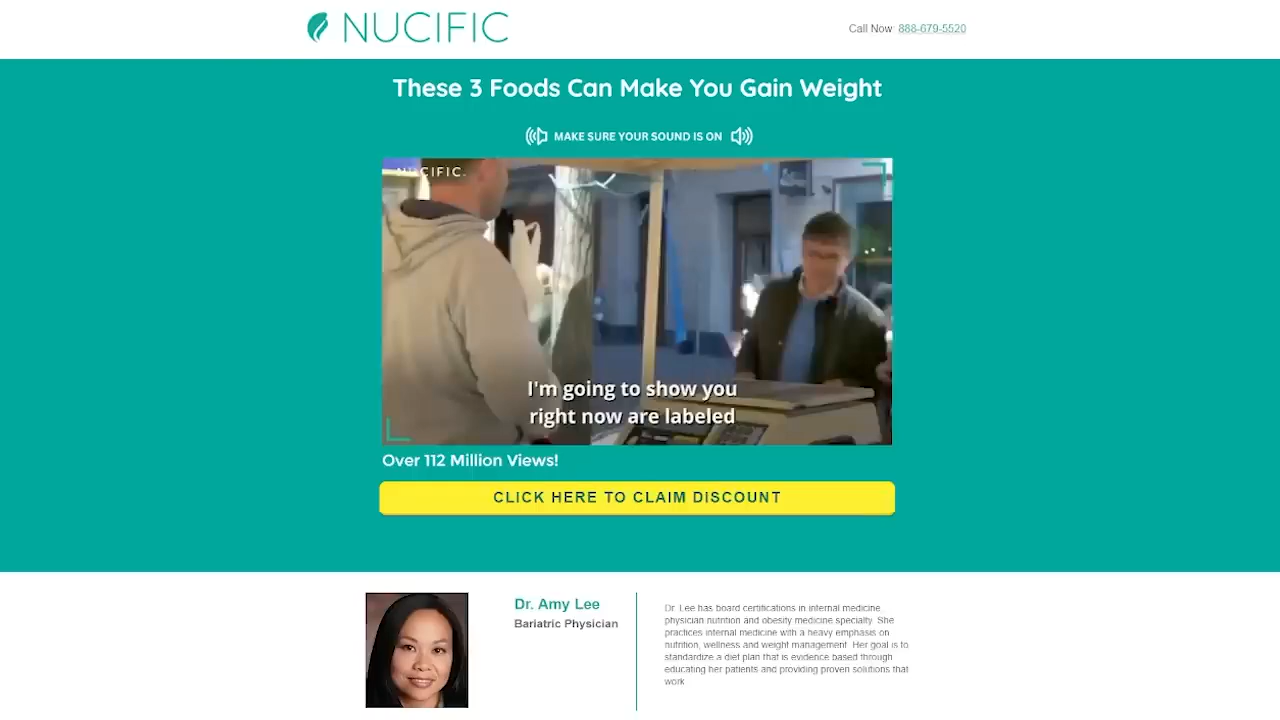 NUCIFIC
Call Now 888-679-5520
These 3 Foods Can Make You Gain Weight
MAKE SURE YOUR SOUND IS ON
NUCIFIC.
I'm going to show you
right now are labeled
Over 112 Million Views!
CLICK HERE TO CLAIM DISCOUNT
Dr. Amy Lee
Bariatric Physician
Dr. Lee has board certifications in internal medicine,
physician nutrition and obesity medicine specialty. She
practices internal medicine with a heavy emphasis on
nutrition, wellness and weight management. Her goal is to
standardize a diet plan that is evidence based through
educating her patients and providing proven solutions that
work